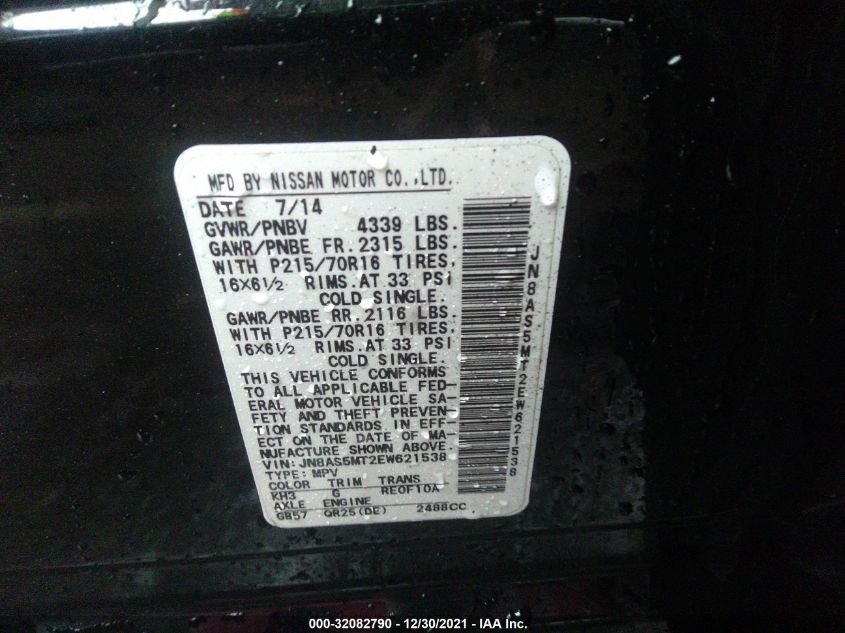 MFD BY NISSAN MOTOR CO.,LTD.
DATE 7/14
GVWR/PNBV 4339 LBS.
GAWR/PNBE FR. 2315 LBS.
WITH P215/70R16 TIRES,
16X6½ RIMS.AT 33 PSI
COLD SINGLE.
GAWR/PNBE RR. 2116 LBS.
WITH P215/70R16 TIRES,
16X6½ RIMS.AT 33 PSI
COLD SINGLE.
THIS VEHICLE CONFORMS
TO ALL APPLICABLE FED-
ERAL MOTOR VEHICLE SA-
FETY AND THEFT PREVEN-
TION STANDARDS IN EFF-
ECT ON THE DATE OF MA-
NUFACTURE SHOWN ABOVE.
VIN: JN8AS5MT2EW621538
TYPE: MPV
COLOR TRIM TRANS
KH3 G RE0F10A
AXLE ENGINE
GB57 QR25(DE) 2488CC
JN8AS5MT2EW621538
000-32082790 - 12/30/2021 - IAA Inc.